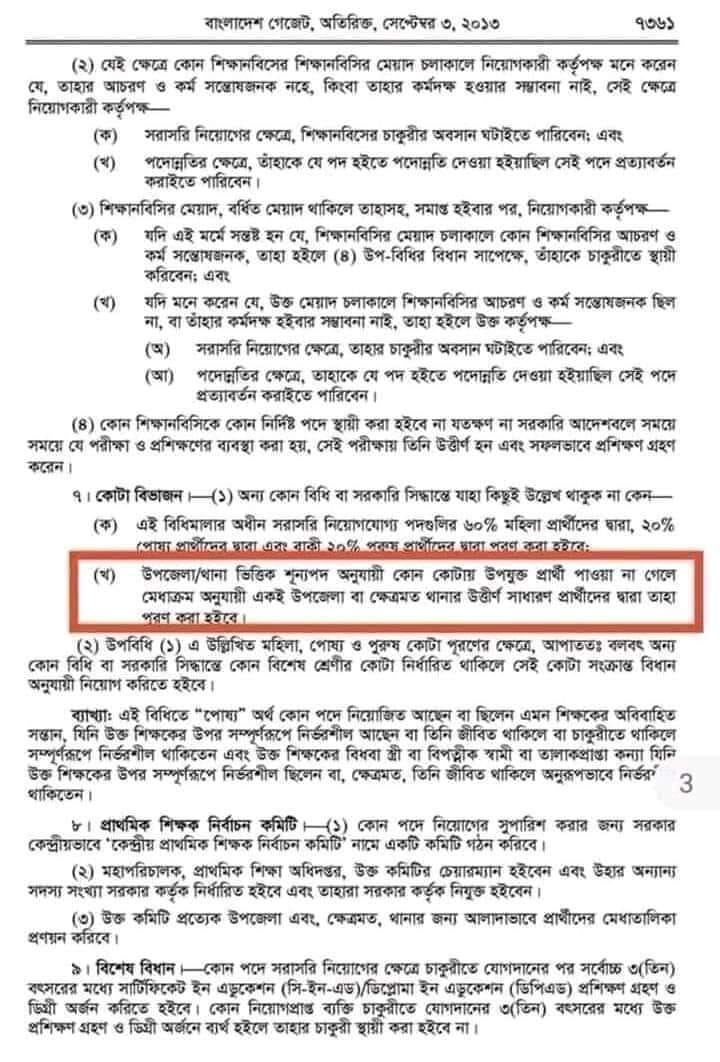 বাংলাদেশ গেজেট, অতিরিক্ত, সেপ্টেম্বর ৩, ২০১৩ ৭৩৬১
(২) যেই ক্ষেত্রে কোন শিক্ষানবিসের শিক্ষানবিসির মেয়াদ চলাকালে নিয়োগকারী কর্তৃপক্ষ মনে করেন
যে, তাহার আচরণ ও কর্ম সন্তোষজনক নহে, কিংবা তাহার কর্মদক্ষ হওয়ার সম্ভাবনা নাই, সেই ক্ষেত্রে
নিয়োগকারী কর্তৃপক্ষ—
(ক) সরাসরি নিয়োগের ক্ষেত্রে, শিক্ষানবিসের চাকুরীর অবসান ঘটাইতে পারিবেন; এবং
(খ) পদোন্নতির ক্ষেত্রে, তাঁহাকে যে পদ হইতে পদোন্নতি দেওয়া হইয়াছিল সেই পদে প্রত্যাবর্তন
করাইতে পারিবেন।
(৩) শিক্ষানবিসির মেয়াদ, বর্ধিত মেয়াদ থাকিলে তাহাসহ, সমাপ্ত হইবার পর, নিয়োগকারী কর্তৃপক্ষ—
(ক) যদি এই মর্মে সন্তষ্ট হন যে, শিক্ষানবিসির মেয়াদ চলাকালে কোন শিক্ষানবিসির আচরণ ও
কর্ম সন্তোষজনক, তাহা হইলে (৪) উপ-বিধির বিধান সাপেক্ষে, তাঁহাকে চাকুরীতে স্থায়ী
করিবেন; এবং
(খ) যদি মনে করেন যে, উক্ত মেয়াদ চলাকালে শিক্ষানবিসির আচরণ ও কর্ম সন্তোষজনক ছিল
না, বা তাঁহার কর্মদক্ষ হইবার সম্ভাবনা নাই, তাহা হইলে উক্ত কর্তৃপক্ষ—
(অ) সরাসরি নিয়োগের ক্ষেত্রে, তাহার চাকুরীর অবসান ঘটাইতে পারিবেন; এবং
(আ) পদোন্নতির ক্ষেত্রে, তাহাকে যে পদ হইতে পদোন্নতি দেওয়া হইয়াছিল সেই পদে
প্রত্যাবর্তন করাইতে পারিবেন।
(৪) কোন শিক্ষানবিসিকে কোন নির্দিষ্ট পদে স্থায়ী করা হইবে না যতক্ষণ না সরকারি আদেশবলে সময়ে
সময়ে যে পরীক্ষা ও প্রশিক্ষণের ব্যবস্থা করা হয়, সেই পরীক্ষায় তিনি উত্তীর্ণ হন এবং সফলভাবে প্রশিক্ষণ গ্রহণ
করেন।
৭। কোটা বিভাজন।—(১) অন্য কোন বিধি বা সরকারি সিদ্ধান্তে যাহা কিছুই উল্লেখ থাকুক না কেন—
(ক) এই বিধিমালার অধীন সরাসরি নিয়োগযোগ্য পদগুলির ৬০% মহিলা প্রার্থীদের দ্বারা, ২০%
পোষ্য প্রার্থীদের দ্বারা এবং বাকী ২০% পুরুষ প্রার্থীদের দ্বারা পূরণ করা হইবে;
(খ) উপজেলা/থানা ভিত্তিক শূন্যপদ অনুযায়ী কোন কোটায় উপযুক্ত প্রার্থী পাওয়া না গেলে
মেধাক্রম অনুযায়ী একই উপজেলা বা ক্ষেত্রমত থানার উত্তীর্ণ সাধারণ প্রার্থীদের দ্বারা তাহা
পূরণ করা হইবে।
(২) উপবিধি (১) এ উল্লিখিত মহিলা, পোষ্য ও পুরুষ কোটা পূরণের ক্ষেত্রে, আপাততঃ বলবৎ অন্য
কোন বিধি বা সরকারি সিদ্ধান্তে কোন বিশেষ শ্রেণীর কোটা নির্ধারিত থাকিলে সেই কোটা সংক্রান্ত বিধান
অনুযায়ী নিয়োগ করিতে হইবে।
ব্যাখ্যা: এই বিধিতে “পোষ্য” অর্থ কোন পদে নিয়োজিত আছেন বা ছিলেন এমন শিক্ষকের অবিবাহিত
সন্তান, যিনি উক্ত শিক্ষকের উপর সম্পূর্ণরূপে নির্ভরশীল আছেন বা তিনি জীবিত থাকিলে বা চাকুরীতে থাকিলে
সম্পূর্ণরূপে নির্ভরশীল থাকিতেন এবং উক্ত শিক্ষকের বিধবা স্ত্রী বা বিপত্নীক স্বামী বা তালাকপ্রাপ্তা কন্যা যিনি
উক্ত শিক্ষকের উপর সম্পূর্ণরূপে নির্ভরশীল ছিলেন বা, ক্ষেত্রমত, তিনি জীবিত থাকিলে অনুরূপভাবে
থাকিতেন।
3
৮। প্রাথমিক শিক্ষক নির্বাচন কমিটি।—(১) কোন পদে নিয়োগের সুপারিশ করার জন্য সরকার
কেন্দ্রীয়ভাবে ‘কেন্দ্রীয় প্রাথমিক শিক্ষক নির্বাচন কমিটি’ নামে একটি কমিটি গঠন করিবে।
(২) মহাপরিচালক, প্রাথমিক শিক্ষা অধিদপ্তর, উক্ত কমিটির চেয়ারম্যান হইবেন এবং উহার অন্যান্য
সদস্য সংখ্যা সরকার কর্তৃক নির্ধারিত হইবে এবং তাহারা সরকার কর্তৃক নিযুক্ত হইবেন।
(৩) উক্ত কমিটি প্রত্যেক উপজেলা এবং, ক্ষেত্রমত, থানার জন্য আলাদাভাবে প্রার্থীদের মেধাতালিকা
প্রণয়ন করিবে।
৯। বিশেষ বিধান।—কোন পদে সরাসরি নিয়োগের ক্ষেত্রে চাকুরীতে যোগদানের পর সর্বোচ্চ ৩(তিন)
বৎসরের মধ্যে সার্টিফিকেট ইন এডুকেশন (সি-ইন-এড)/ডিপ্লোমা ইন এডুকেশন (ডিপিএড) প্রশিক্ষণ গ্রহণ ও
ডিগ্রী অর্জন করিতে হইবে। কোন নিয়োগপ্রাপ্ত ব্যক্তি চাকুরীতে যোগদানের ৩(তিন) বৎসরের মধ্যে উক্ত
প্রশিক্ষণ গ্রহণ ও ডিগ্রী অর্জনে ব্যর্থ হইলে তাহার চাকুরী স্থায়ী করা হইবে না।